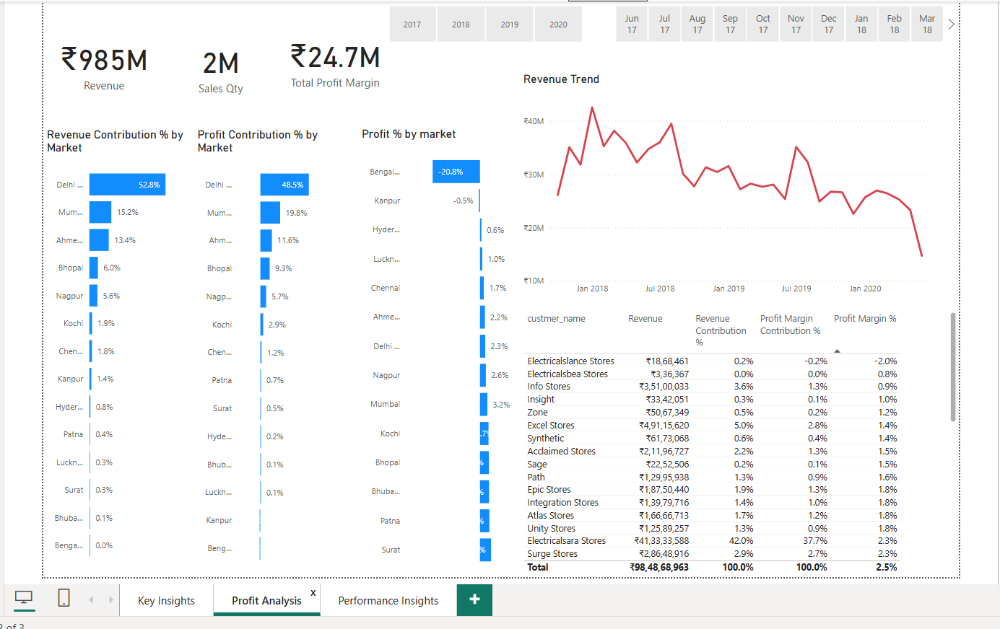 2017 2018 2019 2020
Jun 17 Jul 17 Aug 17 Sep 17 Oct 17 Nov 17 Dec 17 Jan 18 Feb 18 Mar 18
₹985M
Revenue
2M
Sales Qty
₹24.7M
Total Profit Margin
Revenue Contribution % by
Market
Delhi ... 52.8%
Mum... 15.2%
Ahme... 13.4%
Bhopal 6.0%
Nagpur 5.6%
Kochi 1.9%
Chen... 1.8%
Kanpur 1.4%
Hyder... 0.8%
Patna 0.4%
Luckn... 0.3%
Surat 0.3%
Bhuba... 0.1%
Benga... 0.0%
Profit Contribution % by
Market
Delhi ... 48.5%
Mum... 19.8%
Ahm... 11.6%
Bhopal 9.3%
Nagp... 5.7%
Kochi 2.9%
Chen... 1.2%
Patna 0.7%
Surat 0.5%
Hyde... 0.2%
Bhub... 0.1%
Luckn... 0.1%
Kanpur
Beng...
Profit % by market
Bengal... -20.8%
Kanpur -0.5%
Hyder... 0.6%
Luckn... 1.0%
Chennai 1.7%
Ahme... 2.2%
Delhi ... 2.3%
Nagpur 2.6%
Mumbai 3.2%
Kochi
Bhopal
Bhuba...
Patna
Surat
Revenue Trend
₹40M
₹30M
₹20M
₹10M
Jan 2018 Jul 2018 Jan 2019 Jul 2019 Jan 2020
custmer_name Revenue Revenue Contribution % Profit Margin Contribution % Profit Margin %
Electricalslance Stores ₹18,68,461 0.2% -0.2% -2.0%
Electricalsbea Stores ₹3,36,367 0.0% 0.0% 0.8%
Info Stores ₹3,51,00,033 3.6% 1.3% 0.9%
Insight ₹33,42,051 0.3% 0.1% 1.0%
Zone ₹50,67,349 0.5% 0.2% 1.2%
Excel Stores ₹4,91,15,620 5.0% 2.8% 1.4%
Synthetic ₹61,73,068 0.6% 0.4% 1.4%
Acclaimed Stores ₹2,11,96,727 2.2% 1.3% 1.5%
Sage ₹22,52,506 0.2% 0.1% 1.5%
Path ₹1,29,95,938 1.3% 0.9% 1.6%
Epic Stores ₹1,87,50,440 1.9% 1.3% 1.8%
Integration Stores ₹1,39,79,716 1.4% 1.0% 1.8%
Atlas Stores ₹1,66,66,713 1.7% 1.2% 1.8%
Unity Stores ₹1,25,89,257 1.3% 0.9% 1.8%
Electricalsara Stores ₹41,33,33,588 42.0% 37.7% 2.3%
Surge Stores ₹2,86,48,916 2.9% 2.7% 2.3%
Total ₹98,48,68,963 100.0% 100.0% 2.5%
Key Insights Profit Analysis x Performance Insights +
of 3